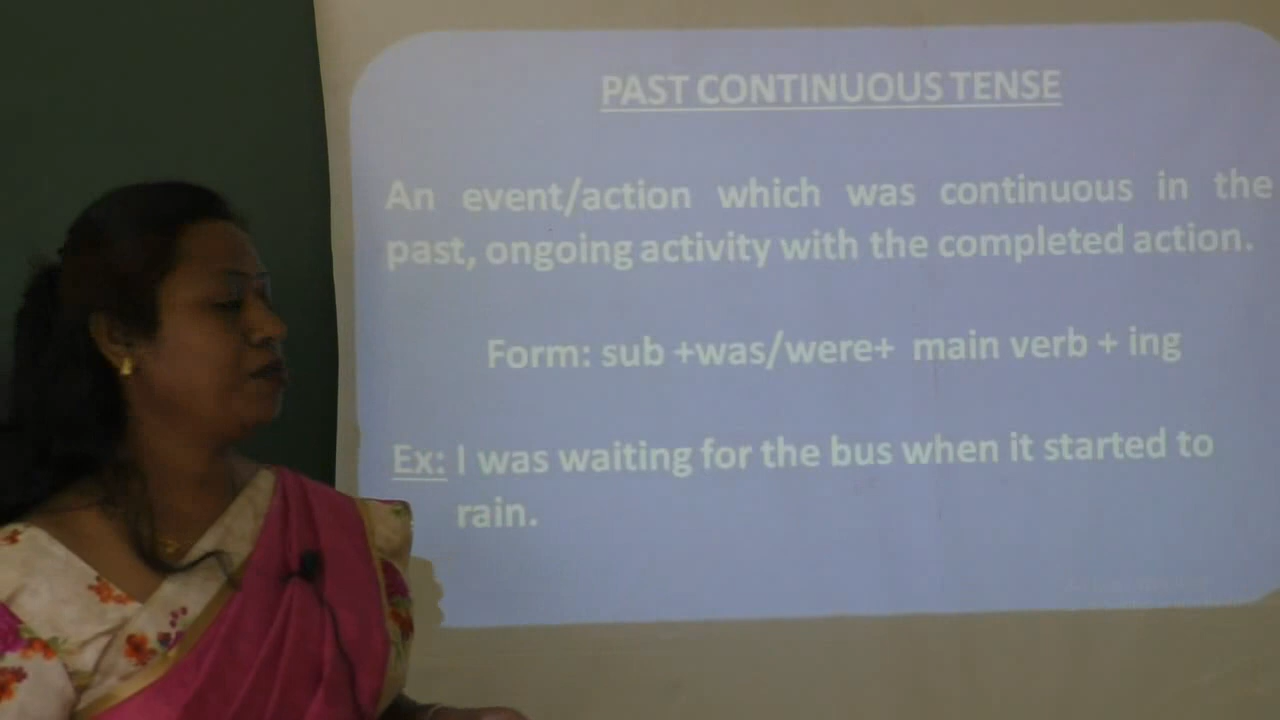 PAST CONTINUOUS TENSE
An event/action which was continuous in the
past, ongoing activity with the completed action.
Form: sub +was/were+ main verb + ing
Ex: I was waiting for the bus when it started to
rain.